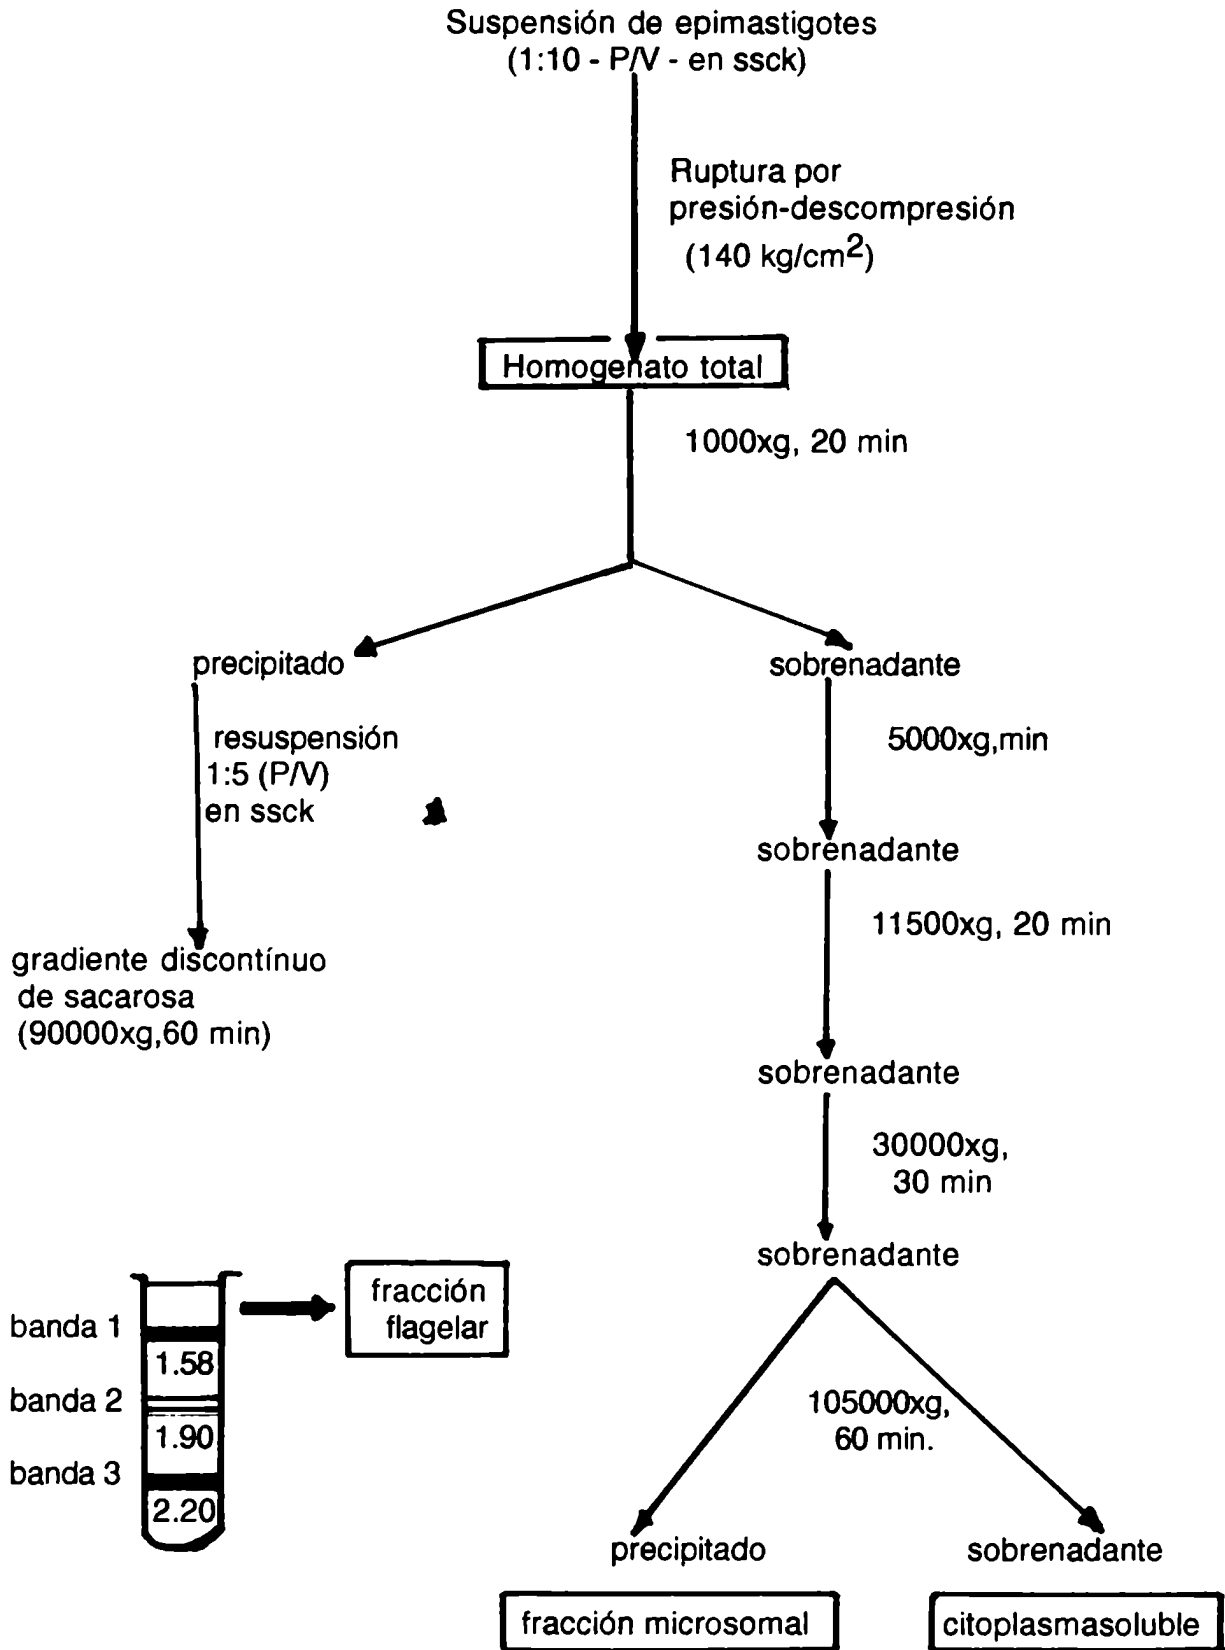 Suspensión de epimastigotes
(1:10 - P/V - en ssck)
Ruptura por
presión-descompresión
(140 kg/cm²)
Homogenato total
1000xg, 20 min
precipitado
sobrenadante
resuspensión
1:5 (P/V)
en ssck
5000xg,min
sobrenadante
11500xg, 20 min
gradiente discontínuo
de sacarosa
(90000xg,60 min)
sobrenadante
30000xg,
30 min
sobrenadante
fracción
flagelar
banda 1
1.58
banda 2
1.90
banda 3
2.20
105000xg,
60 min.
precipitado
sobrenadante
fracción microsomal
citoplasmasoluble